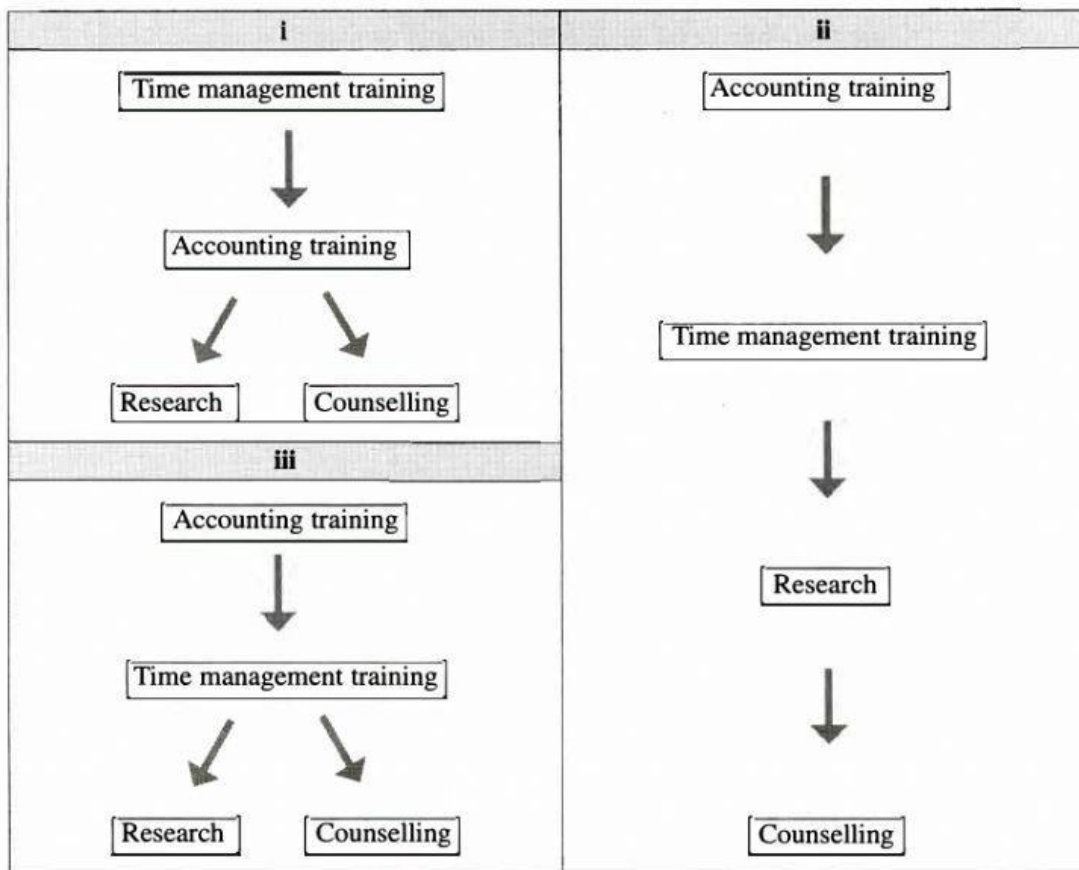 i
Time management training
Accounting training
Research
Counselling
iii
Accounting training
Time management training
Research
Counselling
ii
Accounting training
Time management training
Research
Counselling